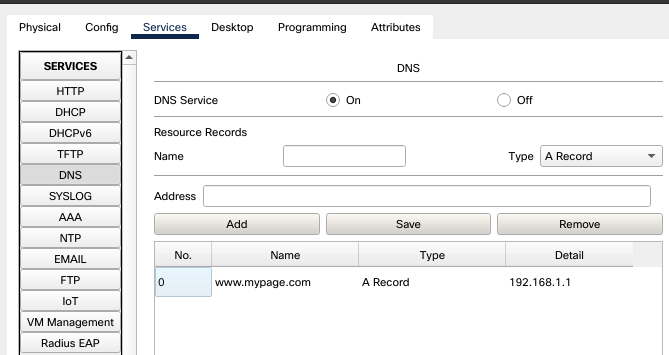 Physical Config Services Desktop Programming Attributes
SERVICES
HTTP
DHCP
DHCPv6
TFTP
DNS
SYSLOG
AAA
NTP
EMAIL
FTP
IoT
VM Management
Radius EAP
DNS
DNS Service On Off
Resource Records
Name Type A Record
Address
Add Save Remove
No. Name Type Detail
0 www.mypage.com A Record 192.168.1.1